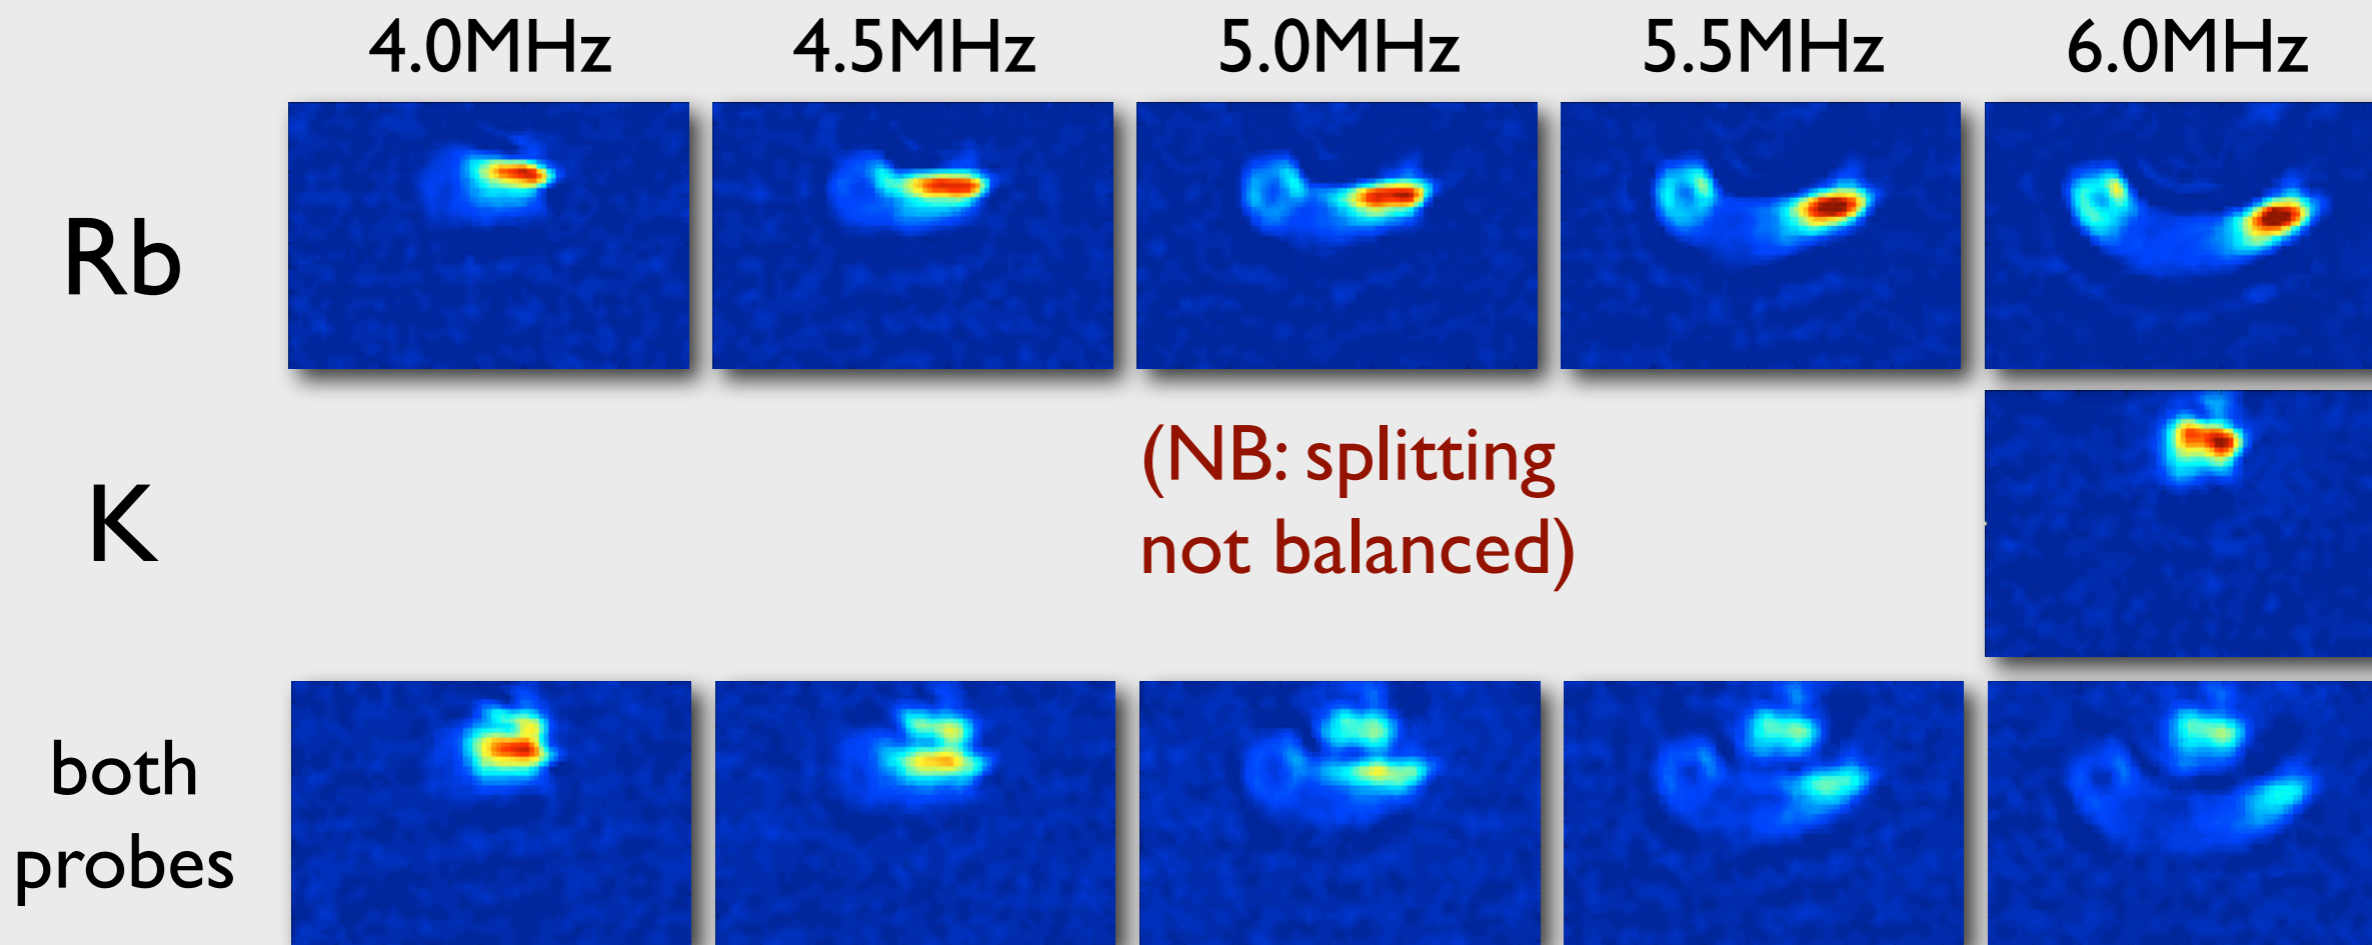 4.0MHz 4.5MHz 5.0MHz 5.5MHz 6.0MHz
Rb
K
(NB: splitting
not balanced)
both
probes